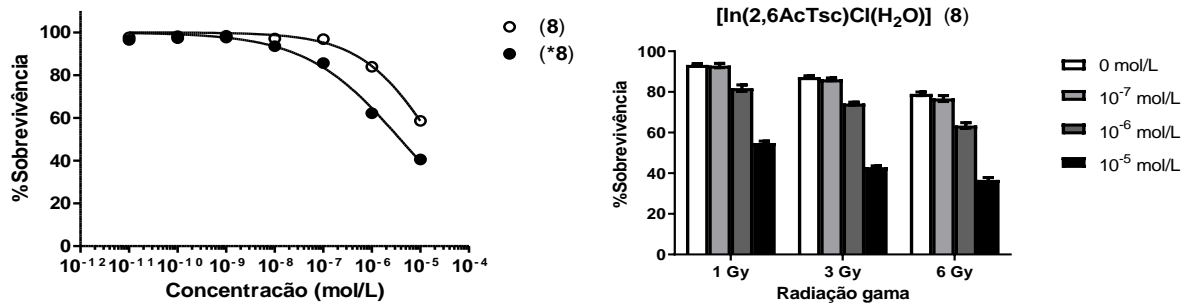 100
80
60
40
20
0
%Sobrevivência
10⁻¹² 10⁻¹¹ 10⁻¹⁰ 10⁻⁹ 10⁻⁸ 10⁻⁷ 10⁻⁶ 10⁻⁵ 10⁻⁴
Concentracão (mol/L)
(8)
(*8)
[In(2,6AcTsc)Cl(H₂O)] (8)
100
80
60
40
20
0
%Sobrevivência
1 Gy 3 Gy 6 Gy
Radiação gama
0 mol/L
10⁻⁷ mol/L
10⁻⁶ mol/L
10⁻⁵ mol/L